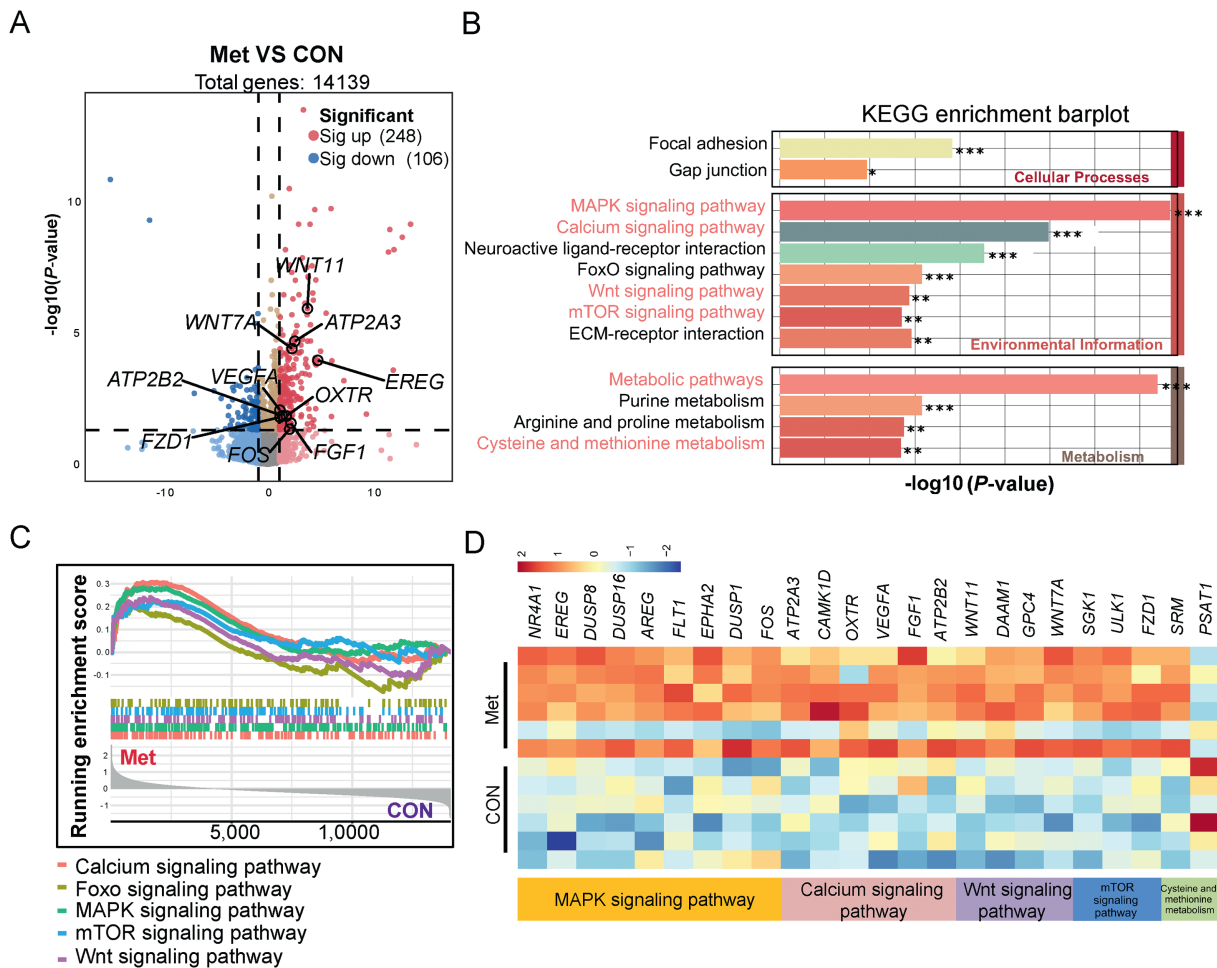 A
Met VS CON
Total genes: 14139
Significant
Sig up (248)
Sig down (106)
-log10(P-value)
10
5
0
-10
0
11
WNT11
WNT7A
ATP2A3
ATP2B2
VEGFA
EREG
OXTR
FZD1
FOS
FGF1
B
KEGG enrichment barplot
Focal adhesion
***
Gap junction
*
Cellular Processes
MAPK signaling pathway
***
Calcium signaling pathway
***
Neuroactive ligand-receptor interaction
***
FoxO signaling pathway
***
Wnt signaling pathway
**
mTOR signaling pathway
**
ECM-receptor interaction
**
Environmental Information
Metabolic pathways
***
Purine metabolism
***
Arginine and proline metabolism
**
Cysteine and methionine metabolism
**
Metabolism
-log10 (P-value)
C
Running enrichment score
0.3
0.2
0.1
0.0
-0.1
2
1
0
-1
Met
CON
5,000
1,0000
Calcium signaling pathway
Foxo signaling pathway
MAPK signaling pathway
mTOR signaling pathway
Wnt signaling pathway
D
2
1
0
-1
-2
NR4A1
EREG
DUSP8
DUSP16
AREG
FLT1
EPHA2
DUSP1
FOS
ATP2A3
CAMK1D
OXTR
VEGFA
FGF1
ATP2B2
WNT11
DAAM1
GPC4
WNT7A
SGK1
ULK1
FZD1
SRM
PSAT1
Met
CON
MAPK signaling pathway
Calcium signaling
pathway
Wnt signaling
pathway
mTOR
signaling
pathway
Cysteine and
methionine
metabolism